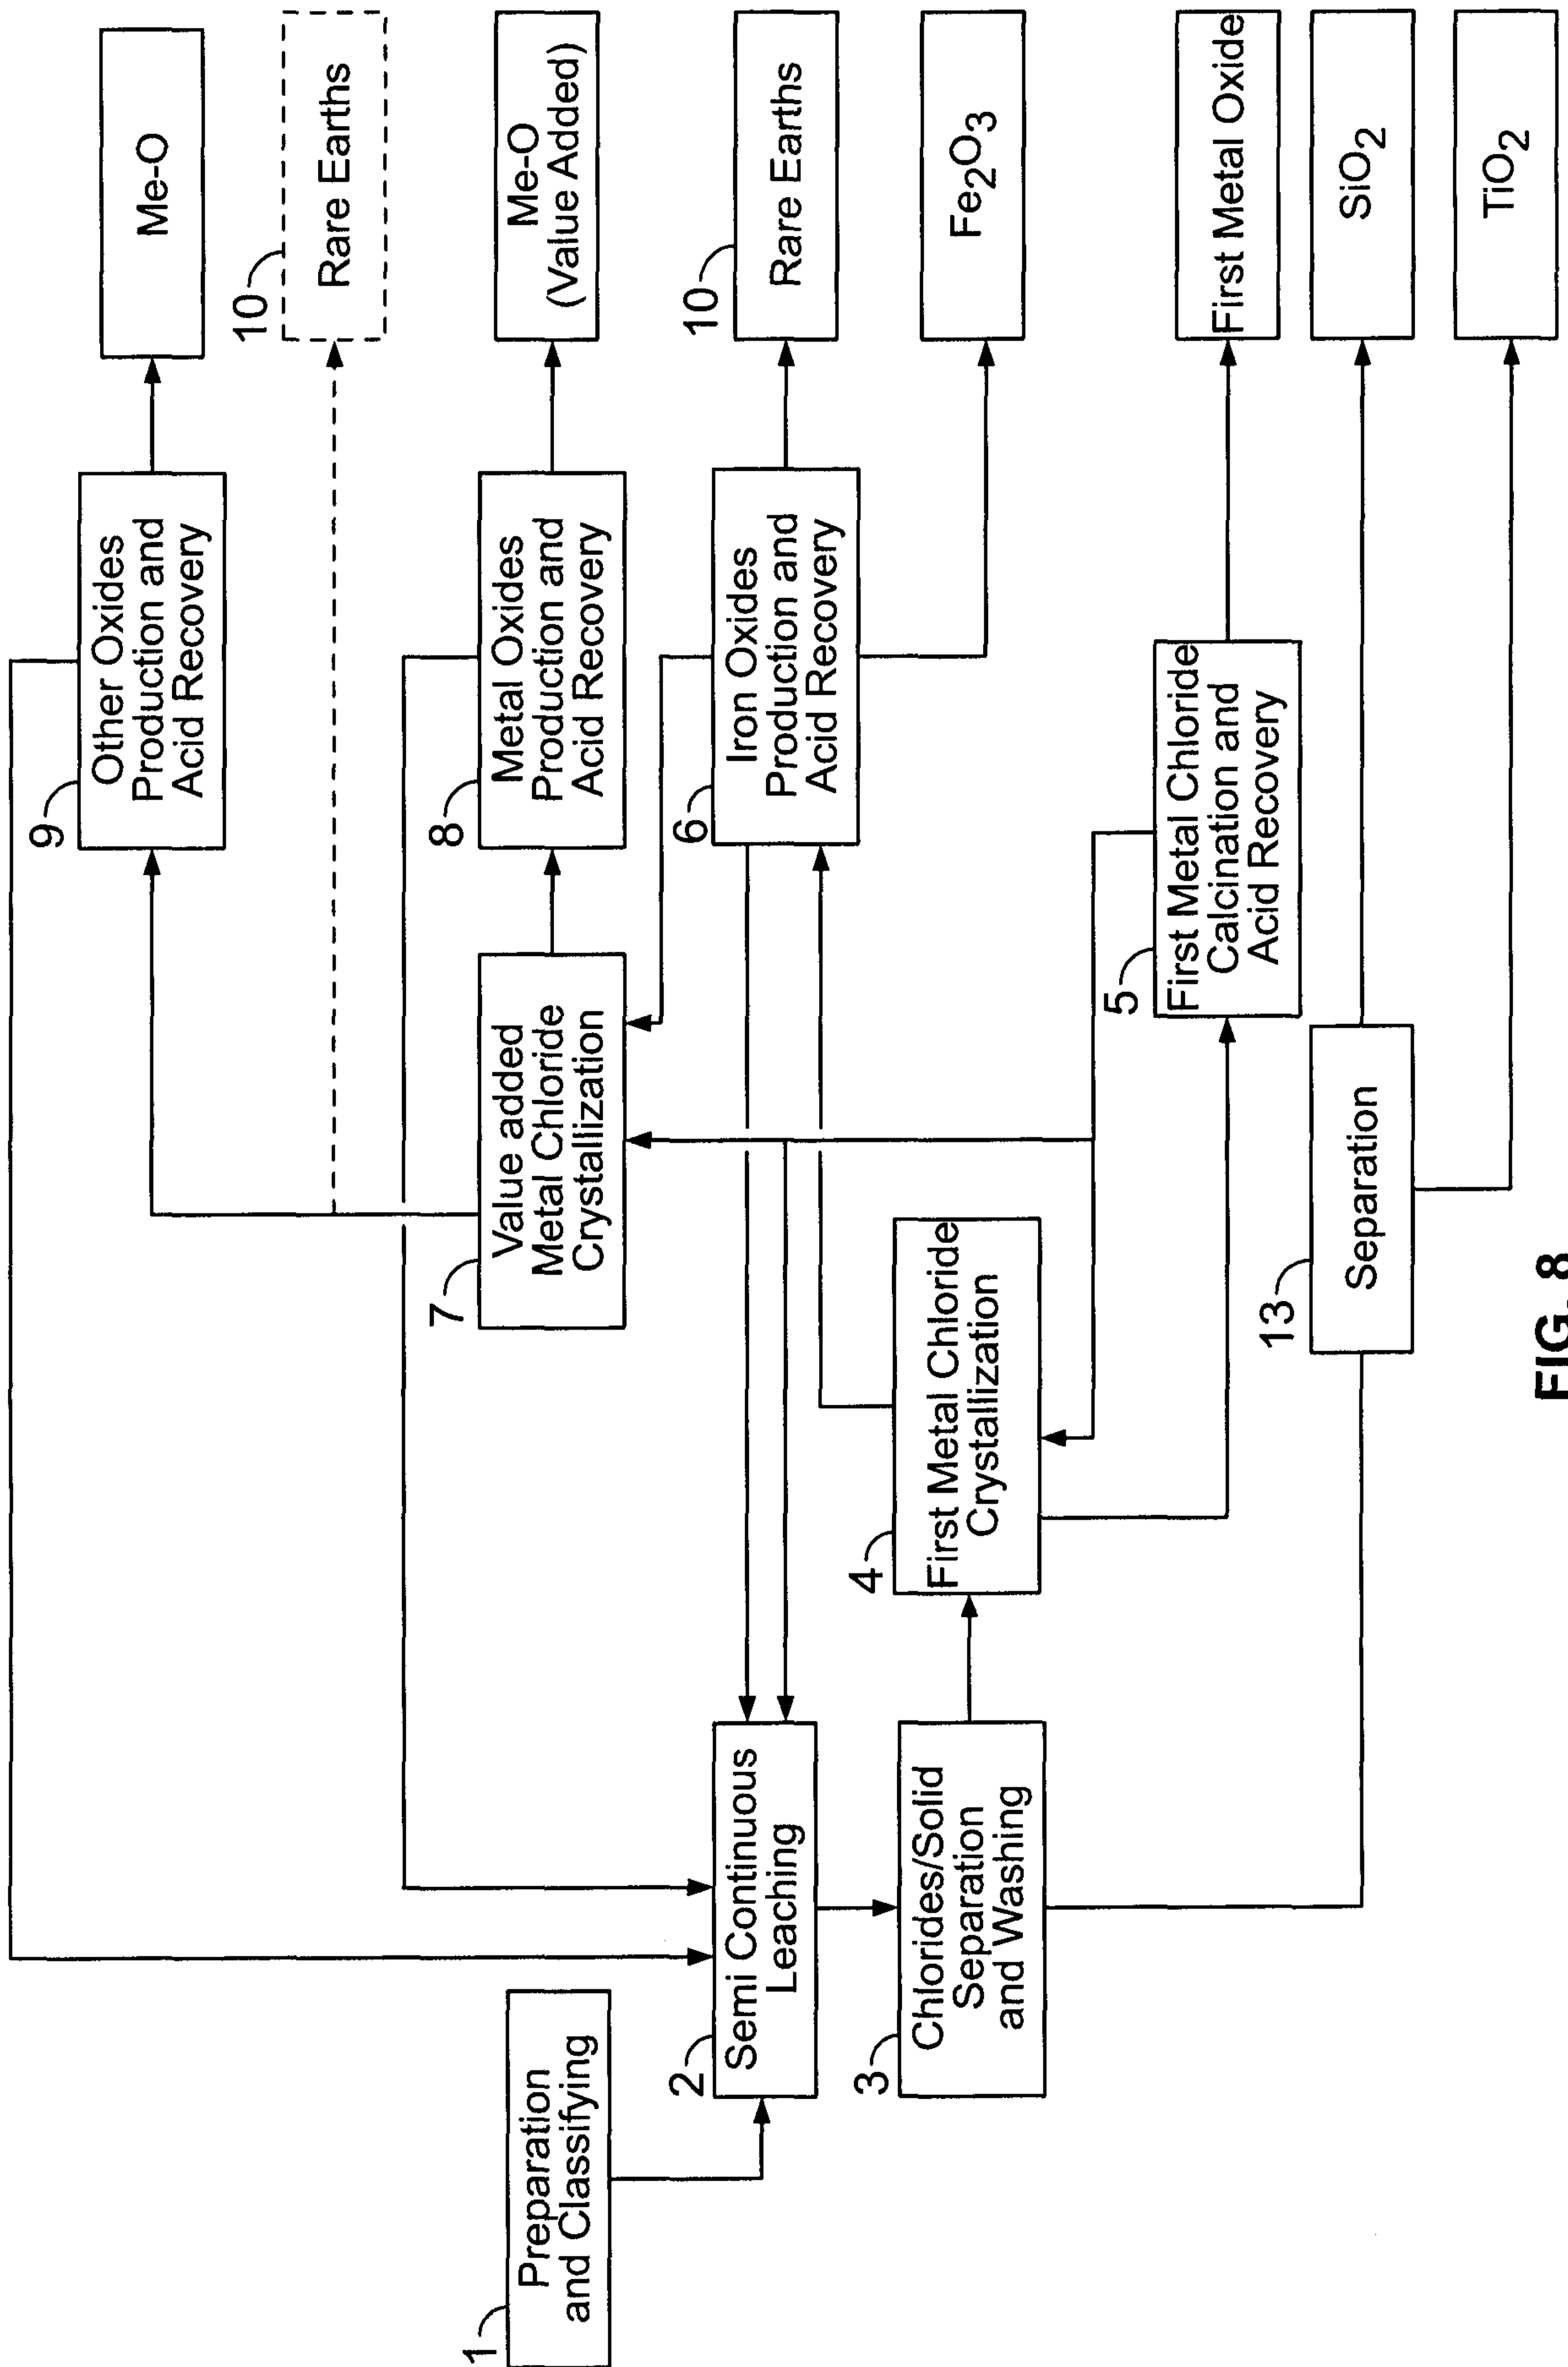 1
Preparation
and Classifying
2
Semi Continuous
Leaching
3
Chlorides/Solid
Separation
and Washing
4
First Metal Chloride
Crystallization
5
First Metal Chloride
Calcination and
Acid Recovery
6
Iron Oxides
Production and
Acid Recovery
7
Value added
Metal Chloride
Crystallization
8
Metal Oxides
Production and
Acid Recovery
9
Other Oxides
Production and
Acid Recovery
13
Separation
Me-O
10
Rare Earths
Me-O
(Value Added)
10
Rare Earths
Fe2O3
First Metal Oxide
SiO2
TiO2
FIG. 8